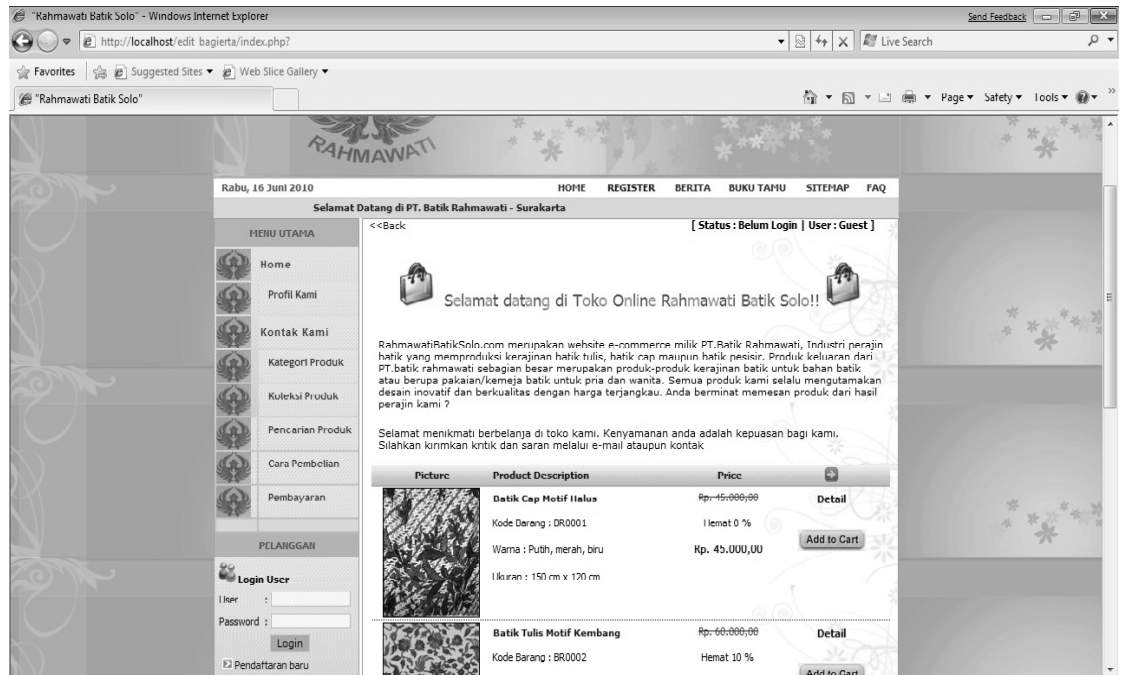 "Rahmawati Batik Solo" - Windows Internet Explorer
Send Feedback
http://localhost/edit bagierta/index.php?
Live Search
Favorites
Suggested Sites
Web Slice Gallery
"Rahmawati Batik Solo"
Page
Safety
Tools
RAHMAWATI
Rabu, 16 Juni 2010
HOME REGISTER BERITA BUKU TAMU SITEMAP FAQ
Selamat Datang di PT. Batik Rahmawati - Surakarta
MENU UTAMA
Home
Profil Kami
Kontak Kami
Kategori Produk
Koleksi Produk
Pencarian Produk
Cara Pembelian
Pembayaran
PELANGGAN
Login User
User :
Password :
Login
Pendaftaran baru
<<Back
[ Status : Belum Login | User : Guest ]
Selamat datang di Toko Online Rahmawati Batik Solo!!
RahmawatiBatikSolo.com merupakan website e-commerce milik PT.Batik Rahmawati, Industri perajin
batik yang memproduksi kerajinan batik tulis, batik cap maupun batik pesisir. Produk keluaran dari
PT.batik rahmawati sebagian besar merupakan produk-produk kerajinan batik untuk bahan batik
atau berupa pakaian/kemeja batik untuk pria dan wanita. Semua produk kami selalu mengutamakan
desain inovatif dan berkualitas dengan harga terjangkau. Anda berminat memesan produk dari hasil
perajin kami ?
Selamat menikmati berbelanja di toko kami. Kenyamanan anda adalah kepuasan bagi kami.
Silahkan kirimkan kritik dan saran melalui e-mail ataupun kontak
Picture Product Description Price
Batik Cap Motif Halus Rp. 45.000,00 Detail
Kode Barang : BR0001 Hemat 0 %
Warna : Putih, merah, biru Rp. 45.000,00 Add to Cart
Ukuran : 150 cm x 120 cm
Batik Tulis Motif Kembang Rp. 60.000,00 Detail
Kode Barang : BR0002 Hemat 10 %
Add to Cart